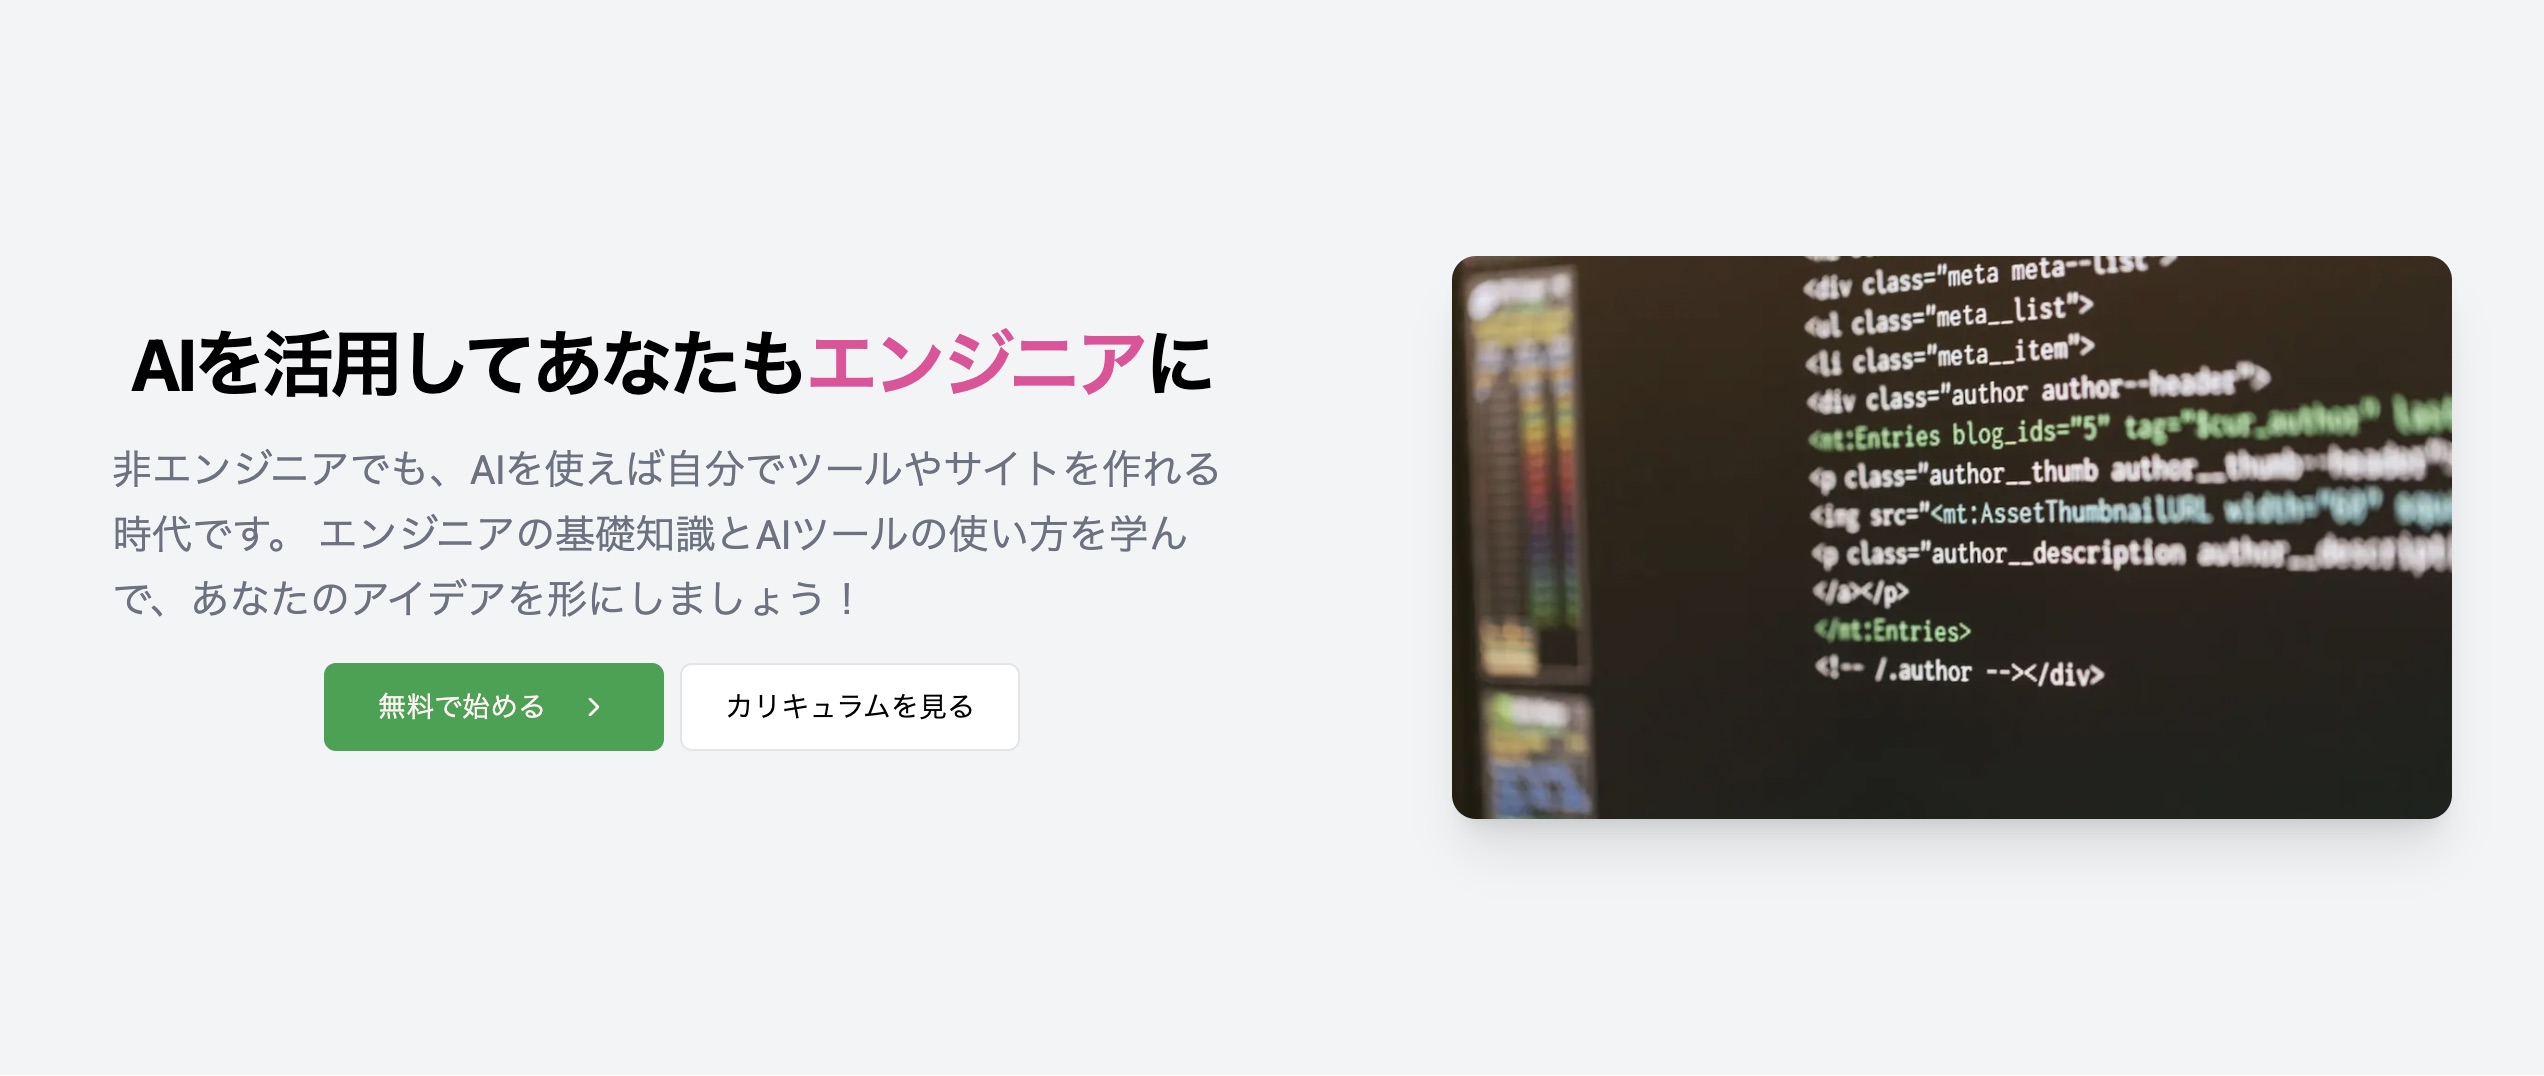 AIを活用してあなたもエンジニアに
非エンジニアでも、AIを使えば自分でツールやサイトを作れる
時代です。 エンジニアの基礎知識とAIツールの使い方を学ん
で、あなたのアイデアを形にしましょう！
無料で始める
カリキュラムを見る
<div class="meta meta--list">
<ul class="meta__list">
<li class="meta__item">
<div class="author author--header">
<mt:Entries blog_ids="5" tag="$cur_author"
<p class="author__thumb author__thumb--header
<img src="<mt:AssetThumbnailURL width="60"
<p class="author__description author__descript
</a></p>
</mt:Entries>
<!-- /.author --></div>